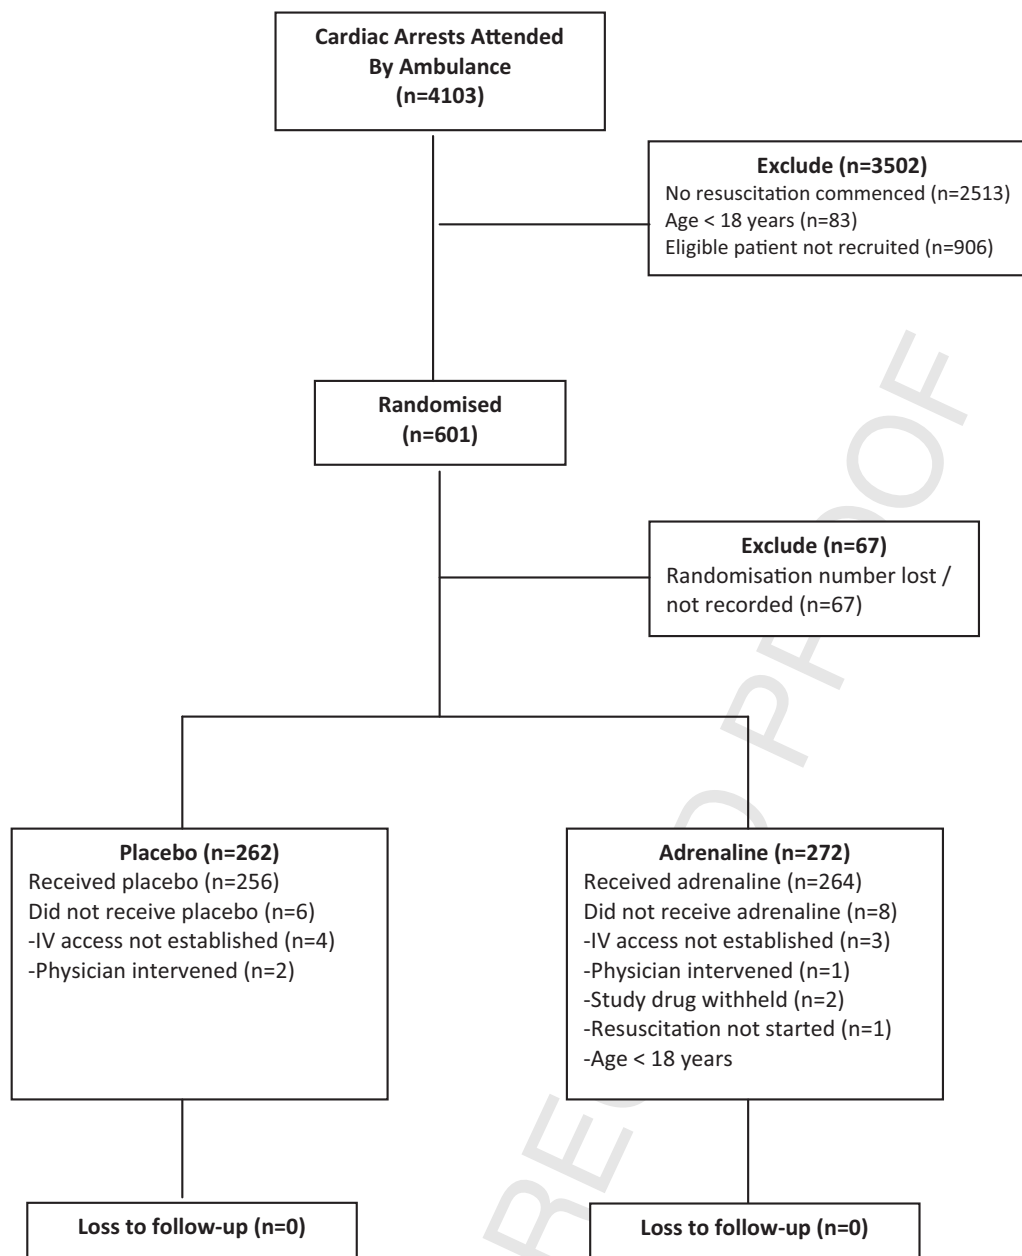 Cardiac Arrests Attended
By Ambulance
(n=4103)
Exclude (n=3502)
No resuscitation commenced (n=2513)
Age < 18 years (n=83)
Eligible patient not recruited (n=906)
Randomised
(n=601)
Exclude (n=67)
Randomisation number lost /
not recorded (n=67)
Placebo (n=262)
Received placebo (n=256)
Did not receive placebo (n=6)
-IV access not established (n=4)
-Physician intervened (n=2)
Adrenaline (n=272)
Received adrenaline (n=264)
Did not receive adrenaline (n=8)
-IV access not established (n=3)
-Physician intervened (n=1)
-Study drug withheld (n=2)
-Resuscitation not started (n=1)
-Age < 18 years
Loss to follow-up (n=0)
Loss to follow-up (n=0)
PROOF